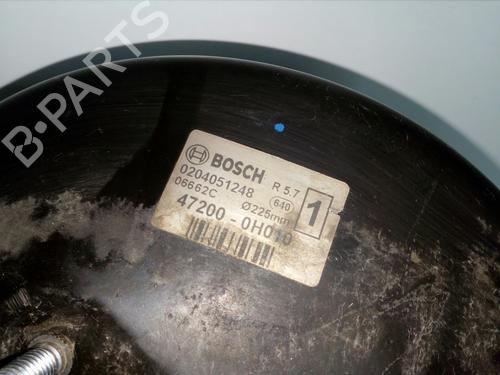 B-PARTS
BOSCH
R 5.7
0204051248
640
06662C
Ø225mm
1
47200 - 0H010